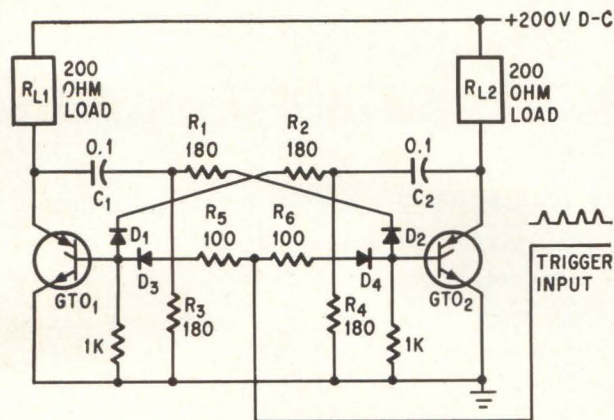 +200V D-C
RL1
200
OHM
LOAD
RL2
200
OHM
LOAD
R1
180
R2
180
0.1
C1
0.1
C2
D1
D2
R5
100
R6
100
D3
D4
GTO1
GTO2
TRIGGER
INPUT
1K
R3
180
R4
180
1K